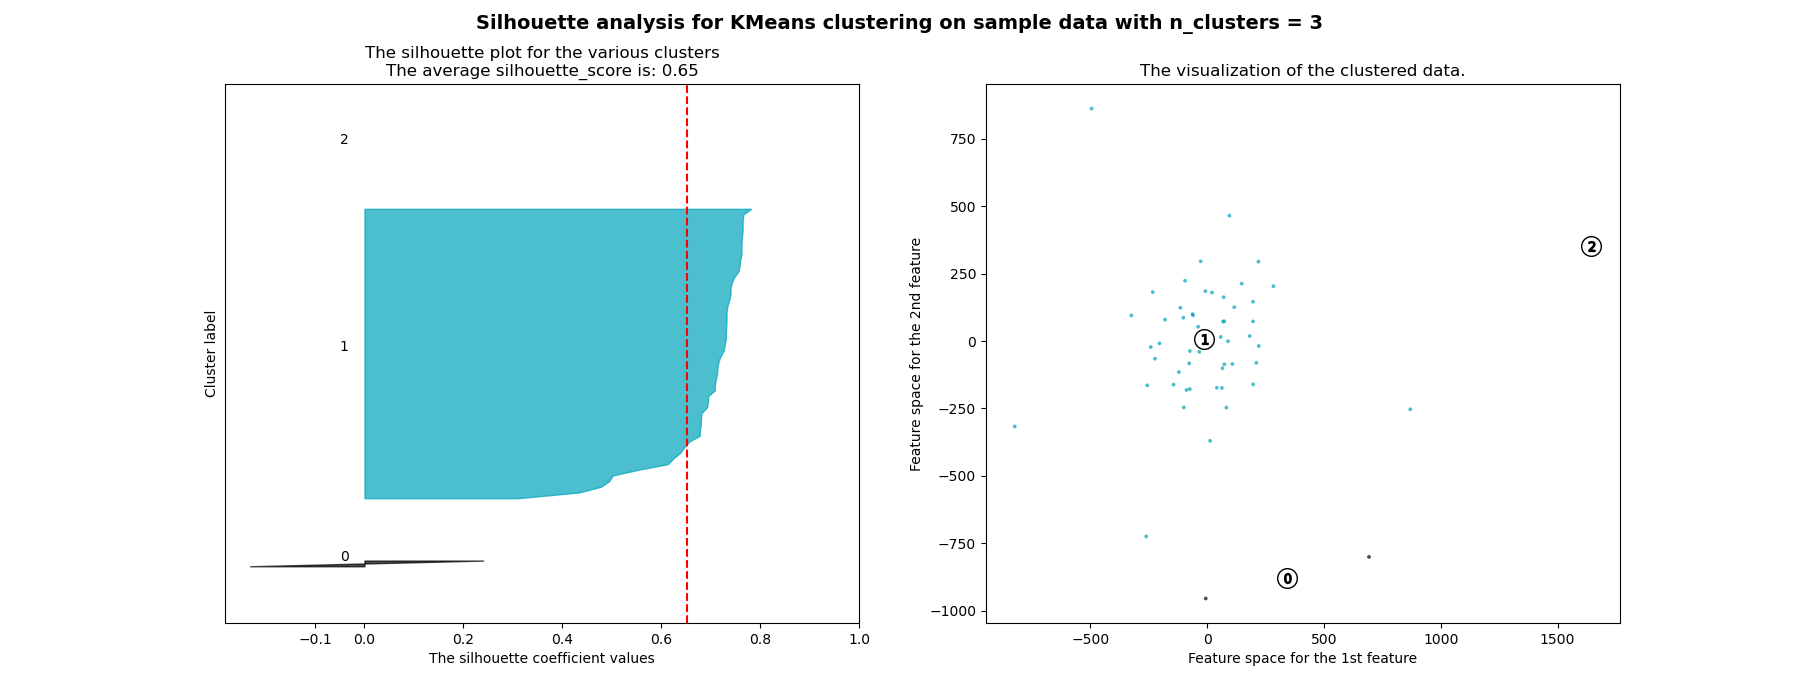 Silhouette analysis for KMeans clustering on sample data with n_clusters = 3
The silhouette plot for the various clusters
The average silhouette_score is: 0.65
2
1
0
Cluster label
−0.1 0.0 0.2 0.4 0.6 0.8 1.0
The silhouette coefficient values
The visualization of the clustered data.
750
500
250
0
−250
−500
−750
−1000
Feature space for the 2nd feature
2
1
0
−500 0 500 1000 1500
Feature space for the 1st feature